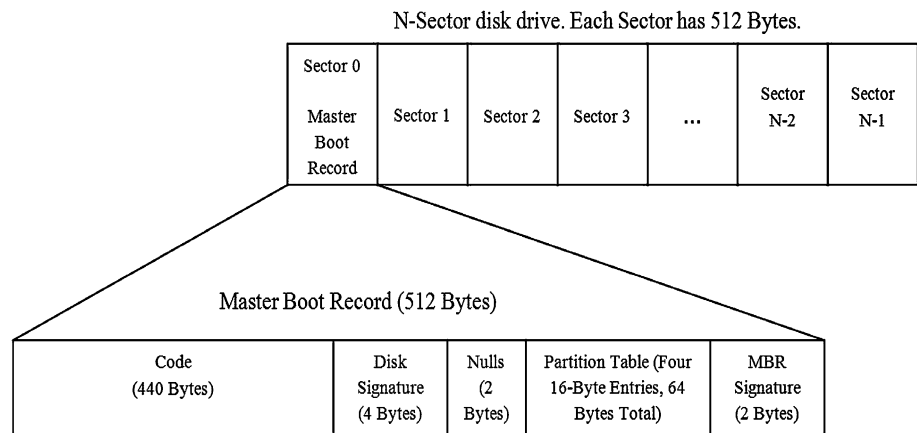 N-Sector disk drive. Each Sector has 512 Bytes.
Sector 0
Master
Boot
Record
Sector 1
Sector 2
Sector 3
...
Sector
N-2
Sector
N-1
Master Boot Record (512 Bytes)
Code
(440 Bytes)
Disk
Signature
(4 Bytes)
Nulls
(2
Bytes)
Partition Table (Four
16-Byte Entries, 64
Bytes Total)
MBR
Signature
(2 Bytes)